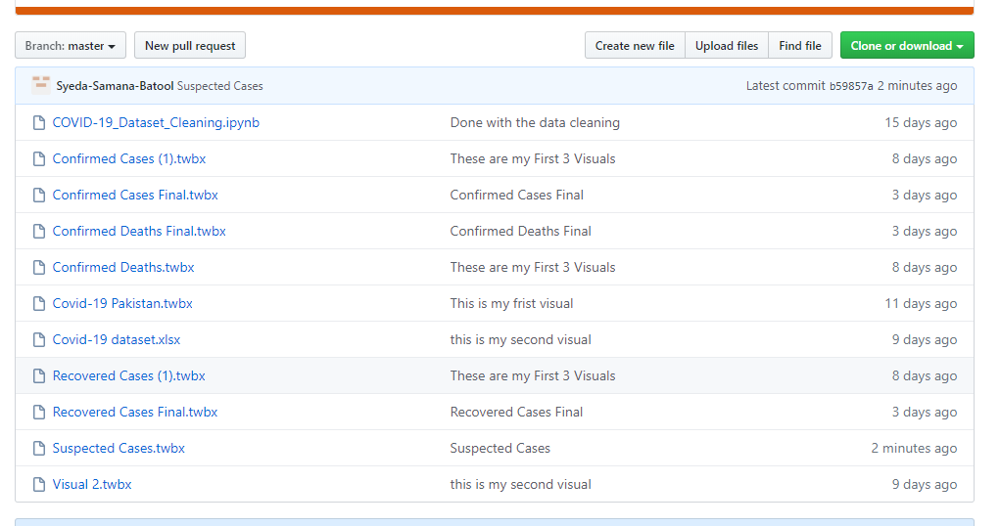 Branch: master New pull request Create new file Upload files Find file Clone or download
Syeda-Samana-Batool Suspected Cases Latest commit b59857a 2 minutes ago
COVID-19_Dataset_Cleaning.ipynb Done with the data cleaning 15 days ago
Confirmed Cases (1).twbx These are my First 3 Visuals 8 days ago
Confirmed Cases Final.twbx Confirmed Cases Final 3 days ago
Confirmed Deaths Final.twbx Confirmed Deaths Final 3 days ago
Confirmed Deaths.twbx These are my First 3 Visuals 8 days ago
Covid-19 Pakistan.twbx This is my frist visual 11 days ago
Covid-19 dataset.xlsx this is my second visual 9 days ago
Recovered Cases (1).twbx These are my First 3 Visuals 8 days ago
Recovered Cases Final.twbx Recovered Cases Final 3 days ago
Suspected Cases.twbx Suspected Cases 2 minutes ago
Visual 2.twbx this is my second visual 9 days ago